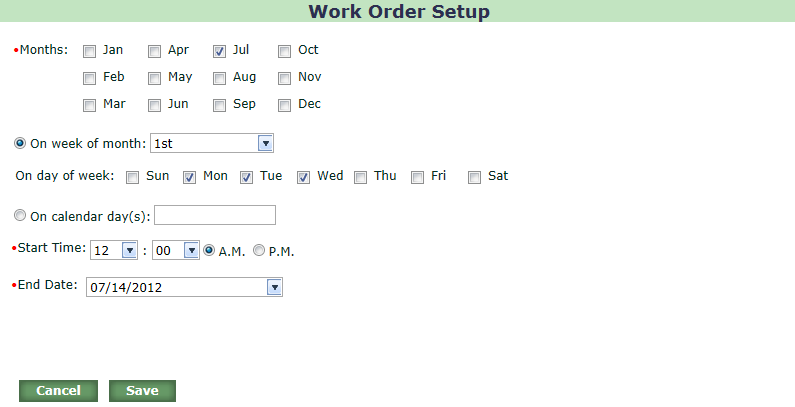 Work Order Setup
•Months: Jan Apr Jul Oct
Feb May Aug Nov
Mar Jun Sep Dec
On week of month: 1st
On day of week: Sun Mon Tue Wed Thu Fri Sat
On calendar day(s):
•Start Time: 12 : 00 A.M. P.M.
•End Date: 07/14/2012
Cancel Save